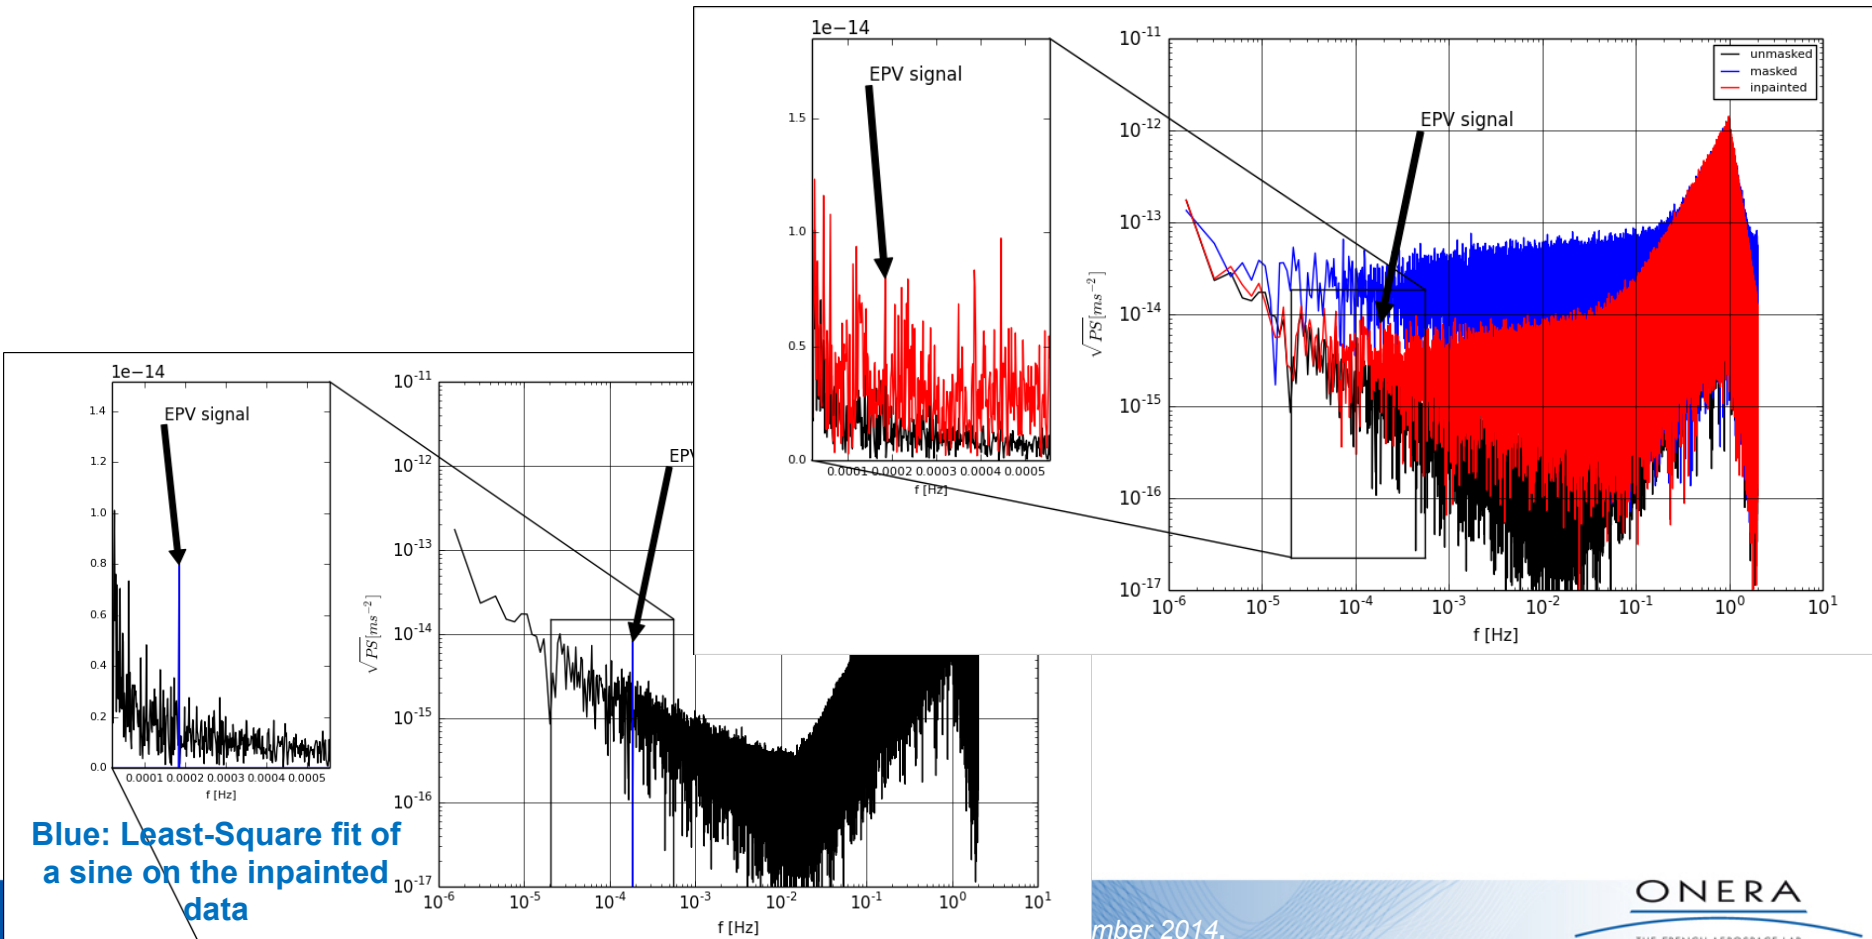 1e−14
EPV signal
1.5
1.0
0.5
0.0
0.0001 0.0002 0.0003 0.0004 0.0005
f [Hz]
10⁻¹¹
10⁻¹²
10⁻¹³
10⁻¹⁴
10⁻¹⁵
10⁻¹⁶
10⁻¹⁷
√PS[ms⁻²]
unmasked
masked
inpainted
EPV signal
10⁻⁶ 10⁻⁵ 10⁻⁴ 10⁻³ 10⁻² 10⁻¹ 10⁰ 10¹
f [Hz]
1e−14
EPV signal
1.4
1.2
1.0
0.8
0.6
0.4
0.2
0.0
0.0001 0.0002 0.0003 0.0004 0.0005
f [Hz]
10⁻¹¹
10⁻¹²
10⁻¹³
10⁻¹⁴
10⁻¹⁵
10⁻¹⁶
10⁻¹⁷
√PS[ms⁻²]
EPV
10⁻⁶ 10⁻⁵ 10⁻⁴ 10⁻³ 10⁻² 10⁻¹ 10⁰ 10¹
f [Hz]
Blue: Least-Square fit of
a sine on the inpainted
data
mber 2014.
ONERA
THE FRENCH AEROSPACE LAB